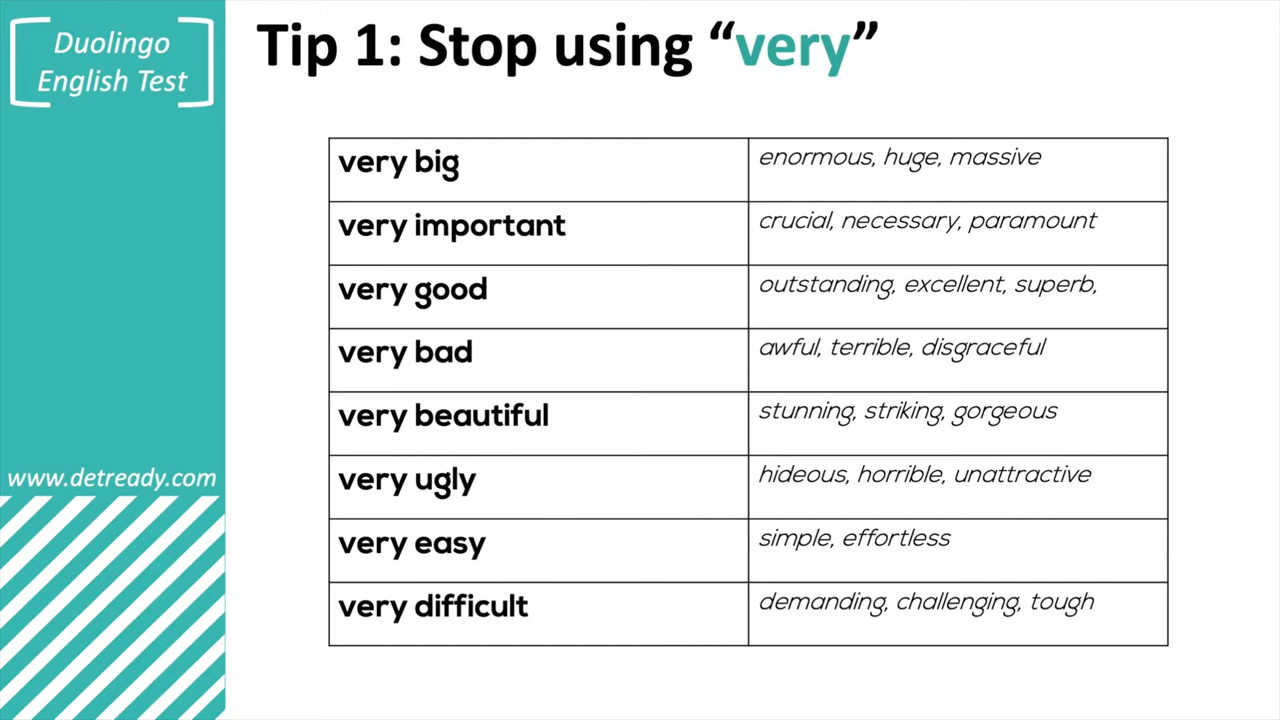 Duolingo
English Test
Tip 1: Stop using “very”
very big
enormous, huge, massive
very important
crucial, necessary, paramount
very good
outstanding, excellent, superb,
very bad
awful, terrible, disgraceful
very beautiful
stunning, striking, gorgeous
very ugly
hideous, horrible, unattractive
very easy
simple, effortless
very difficult
demanding, challenging, tough
www.detready.com